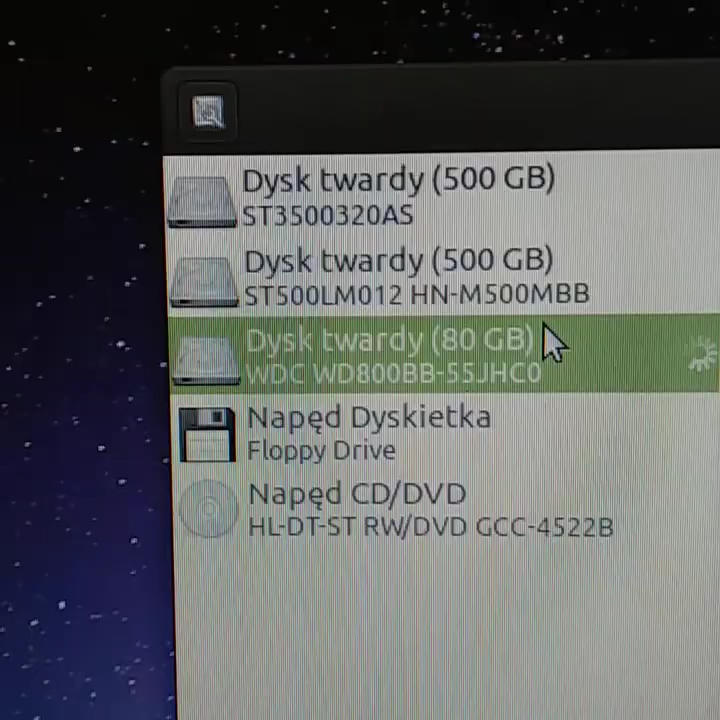 Dysk twardy (500 GB)
ST3500320AS
Dysk twardy (500 GB)
ST500LM012 HN-M500MBB
Dysk twardy (80 GB)
WDC WD800BB-55JHC0
Napęd Dyskietka
Floppy Drive
Napęd CD/DVD
HL-DT-ST RW/DVD GCC-4522B